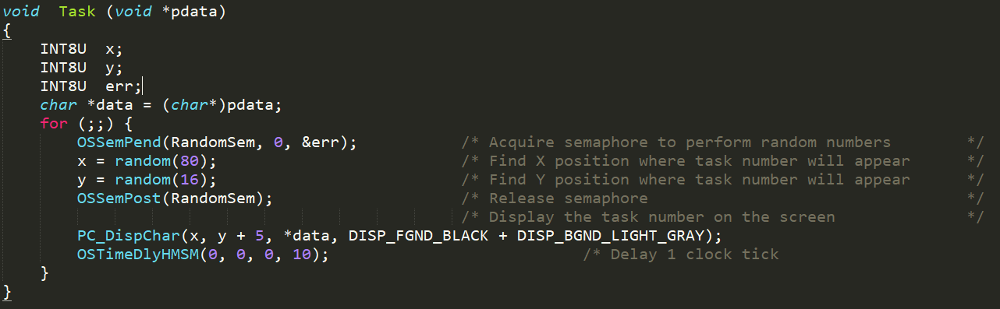 void  Task (void *pdata)
{
    INT8U  x;
    INT8U  y;
    INT8U  err;
    char *data = (char*)pdata;
    for (;;) {
        OSSemPend(RandomSem, 0, &err);           /* Acquire semaphore to perform random numbers        */
        x = random(80);                          /* Find X position where task number will appear      */
        y = random(16);                          /* Find Y position where task number will appear      */
        OSSemPost(RandomSem);                    /* Release semaphore                                  */
                                                 /* Display the task number on the screen              */
        PC_DispChar(x, y + 5, *data, DISP_FGND_BLACK + DISP_BGND_LIGHT_GRAY);
        OSTimeDlyHMSM(0, 0, 0, 10);                           /* Delay 1 clock tick
    }
}